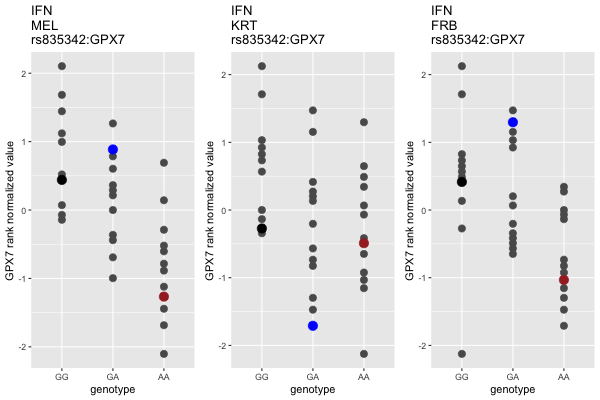 IFN
MEL
rs835342:GPX7
GPX7 rank normalized value
2
1
0
-1
-2
GG
GA
AA
genotype
IFN
KRT
rs835342:GPX7
GPX7 rank normalized value
2
1
0
-1
-2
GG
GA
AA
genotype
IFN
FRB
rs835342:GPX7
GPX7 rank normalized value
2
1
0
-1
-2
GG
GA
AA
genotype